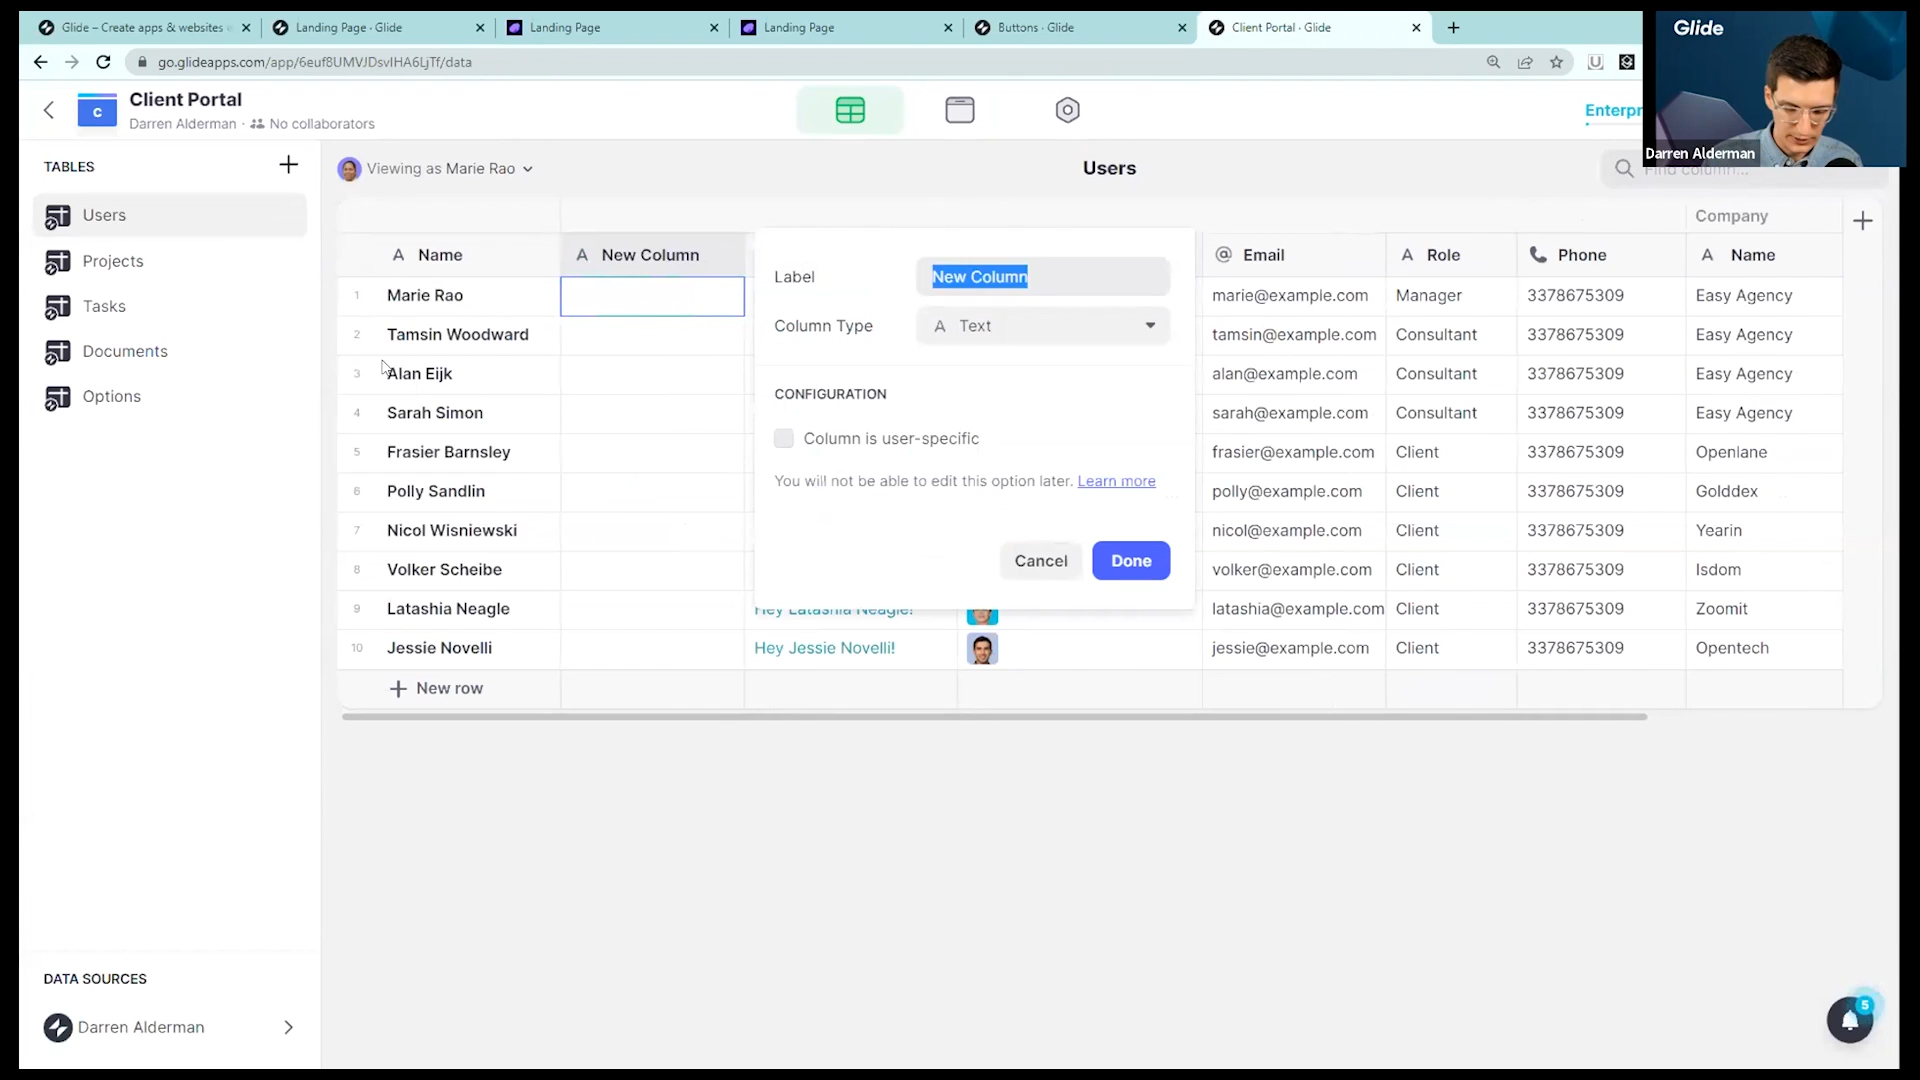 Glide – Create apps & websites
Landing Page · Glide
Landing Page
Landing Page
Buttons · Glide
Client Portal · Glide
go.glideapps.com/app/6euf8UMVJDsvIHA6LjTf/data
Glide
Darren Alderman
C
Client Portal
Darren Alderman · No collaborators
Enterpr
TABLES
Users
Projects
Tasks
Documents
Options
Viewing as Marie Rao
Users
Find column...
Company
Name
New Column
Email
Role
Phone
Name
1 Marie Rao marie@example.com Manager 3378675309 Easy Agency
2 Tamsin Woodward tamsin@example.com Consultant 3378675309 Easy Agency
3 Alan Eijk alan@example.com Consultant 3378675309 Easy Agency
4 Sarah Simon sarah@example.com Consultant 3378675309 Easy Agency
5 Frasier Barnsley frasier@example.com Client 3378675309 Openlane
6 Polly Sandlin polly@example.com Client 3378675309 Golddex
7 Nicol Wisniewski nicol@example.com Client 3378675309 Yearin
8 Volker Scheibe volker@example.com Client 3378675309 Isdom
9 Latashia Neagle Hey Latashia Neagle! latashia@example.com Client 3378675309 Zoomit
10 Jessie Novelli Hey Jessie Novelli! jessie@example.com Client 3378675309 Opentech
New row
Label New Column
Column Type A Text
CONFIGURATION
Column is user-specific
You will not be able to edit this option later. Learn more
Cancel
Done
DATA SOURCES
Darren Alderman
5